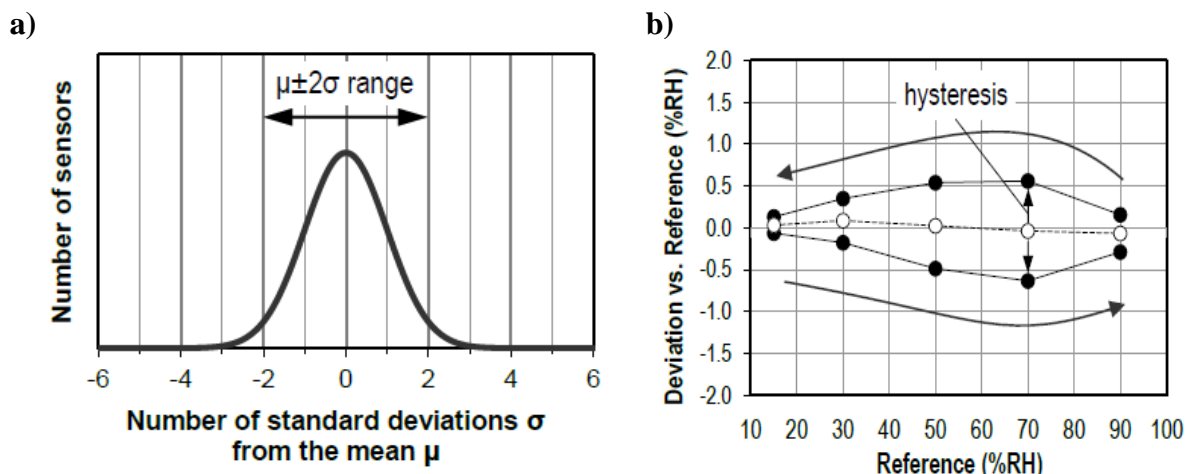 a)
μ±2σ range
Number of sensors
-6 -4 -2 0 2 4 6
Number of standard deviations σ
from the mean μ
b)
2.0
1.5
1.0
0.5
0.0
-0.5
-1.0
-1.5
-2.0
Deviation vs. Reference (%RH)
hysteresis
10 20 30 40 50 60 70 80 90 100
Reference (%RH)